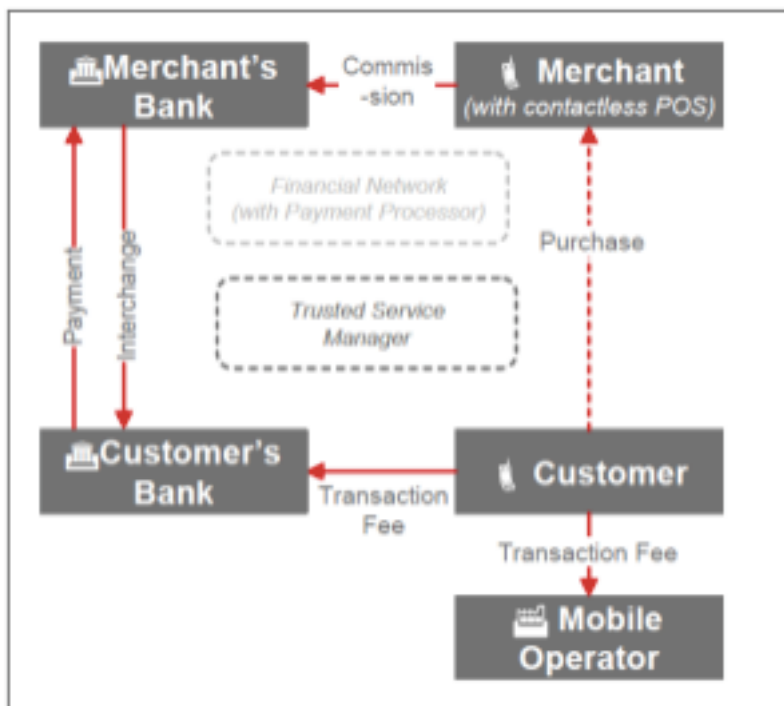 Merchant's
Bank
Commis
-sion
Merchant
(with contactless POS)
Financial Network
(with Payment Processor)
Purchase
Payment
Interchange
Trusted Service
Manager
Customer's
Bank
Transaction
Fee
Customer
Transaction Fee
Mobile
Operator